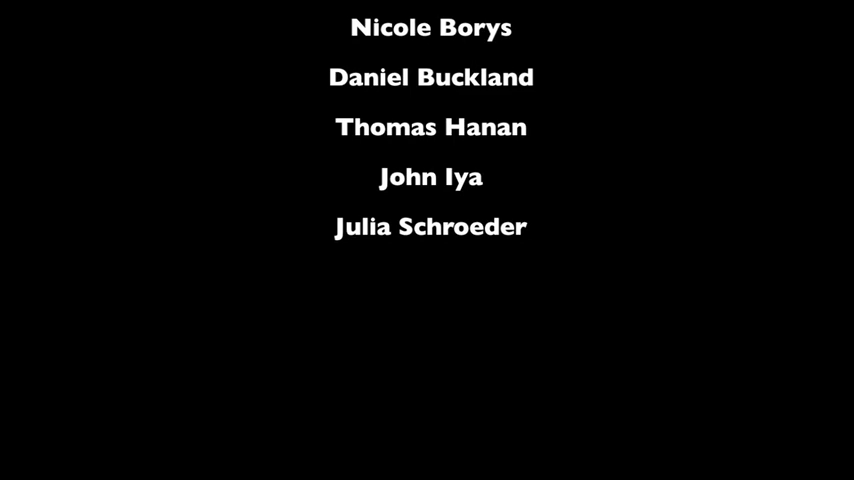 Nicole Borys
Daniel Buckland
Thomas Hanan
John Iya
Julia Schroeder